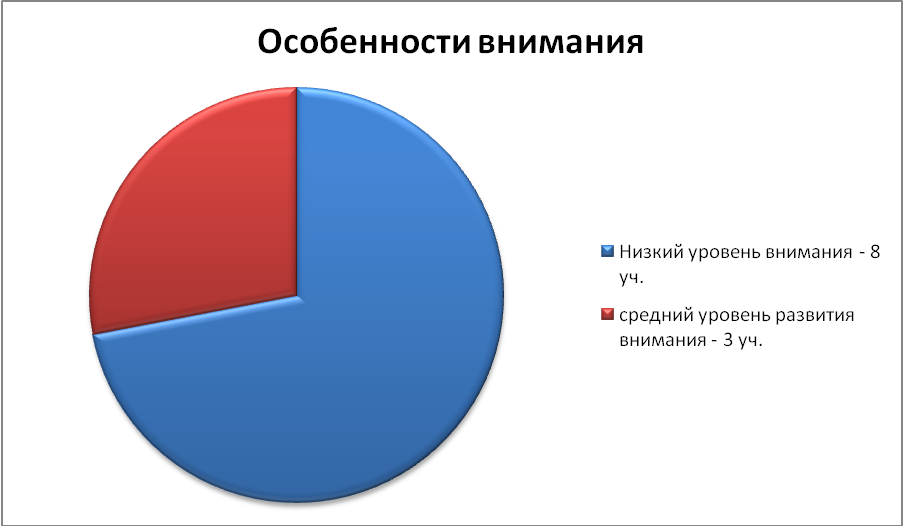 Особенности внимания
Низкий уровень внимания - 8
уч.
средний уровень развития
внимания - 3 уч.